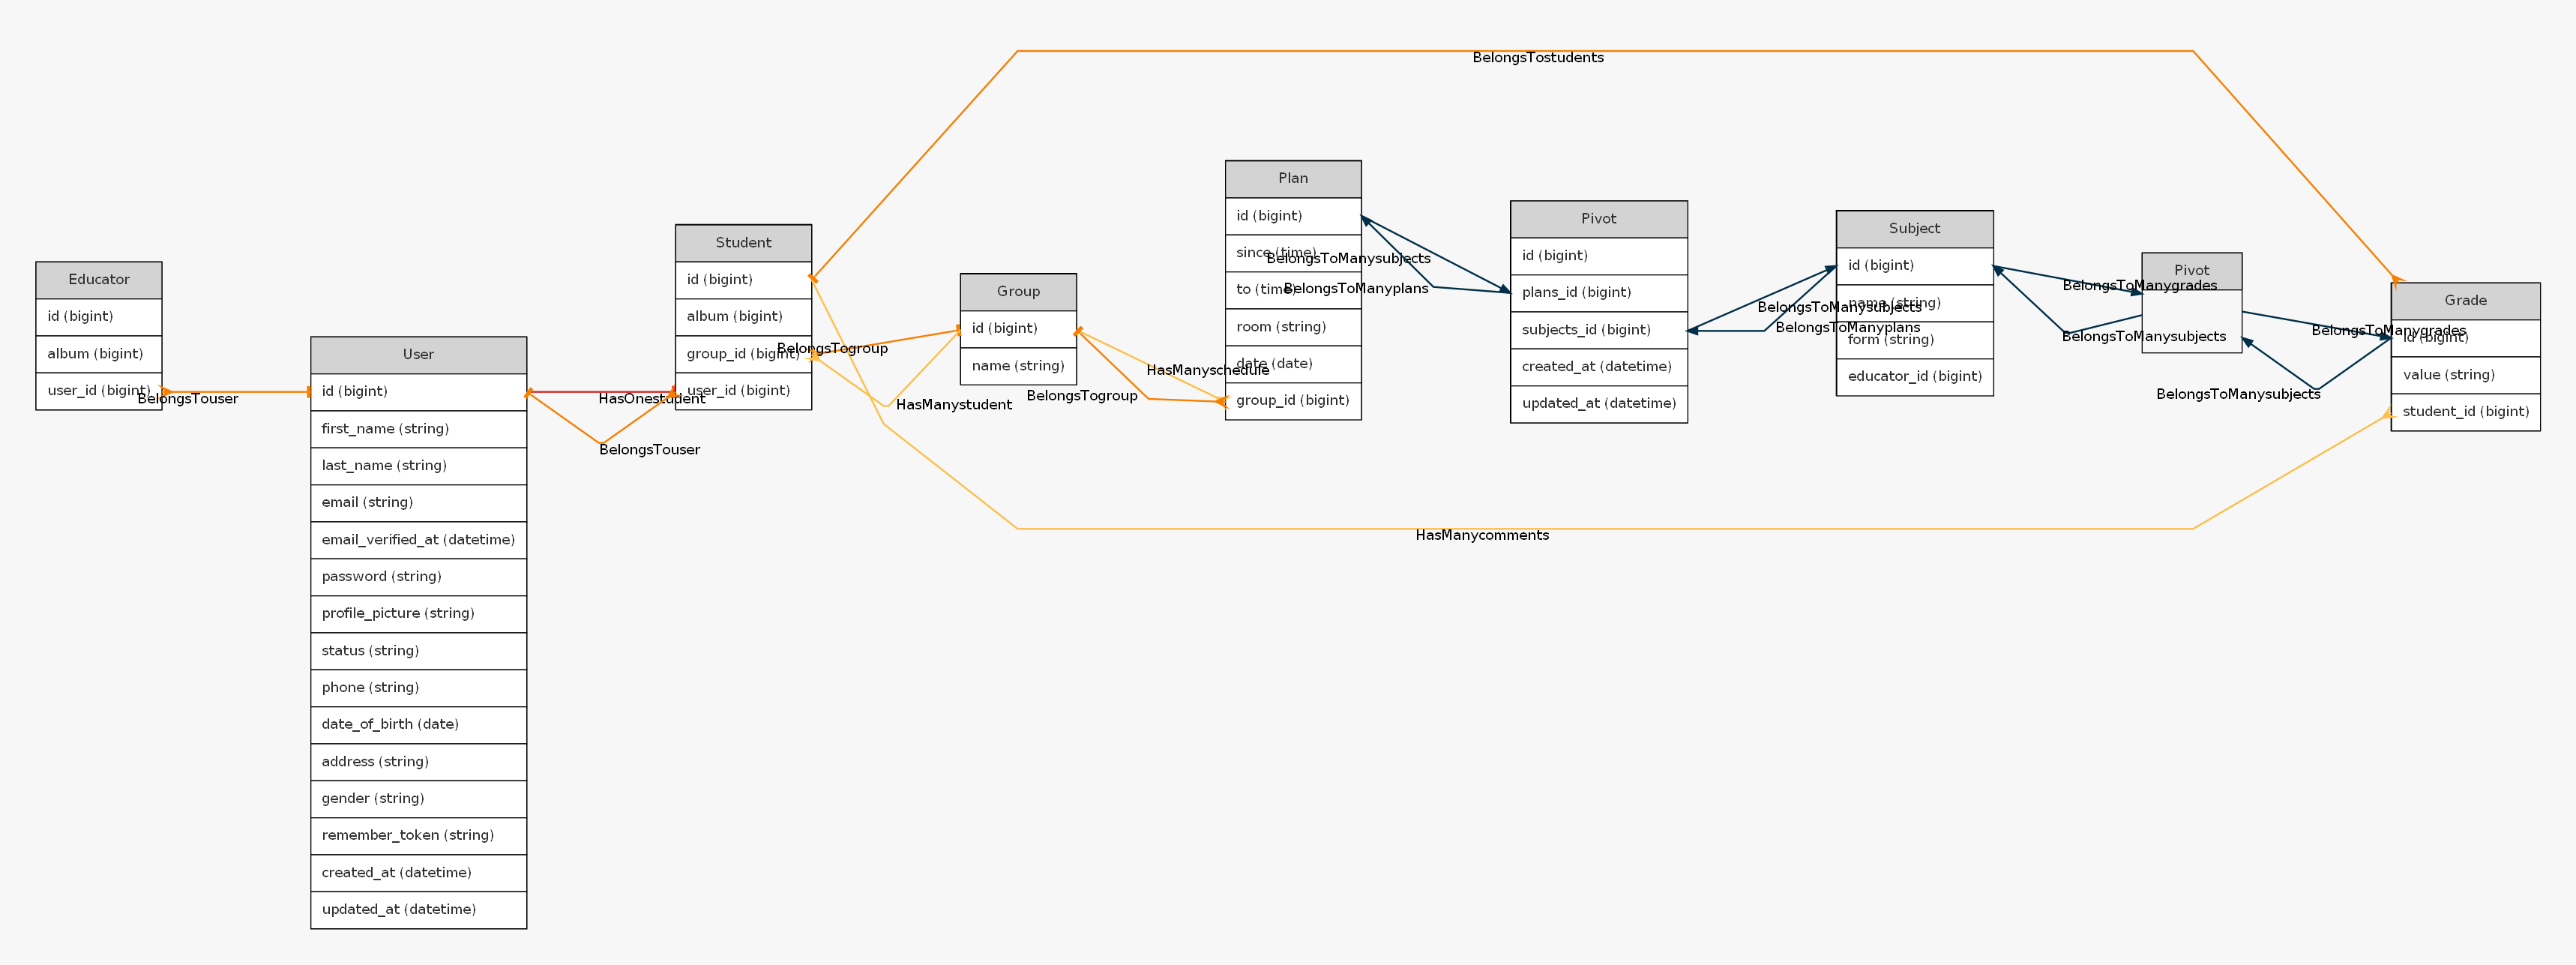 BelongsTostudents
Educator
id (bigint)
album (bigint)
user_id (bigint)
BelongsTouser
User
id (bigint)
first_name (string)
last_name (string)
email (string)
email_verified_at (datetime)
password (string)
profile_picture (string)
status (string)
phone (string)
date_of_birth (date)
address (string)
gender (string)
remember_token (string)
created_at (datetime)
updated_at (datetime)
HasOnestudent
BelongsTouser
Student
id (bigint)
album (bigint)
group_id (bigint)
user_id (bigint)
BelongsTogroup
HasManystudent
Group
id (bigint)
name (string)
HasManyschedule
BelongsTogroup
Plan
id (bigint)
since (time)
to (time)
room (string)
date (date)
group_id (bigint)
BelongsToManysubjects
BelongsToManyplans
Pivot
id (bigint)
plans_id (bigint)
subjects_id (bigint)
created_at (datetime)
updated_at (datetime)
BelongsToManysubjects
BelongsToManyplans
Subject
id (bigint)
name (string)
form (string)
educator_id (bigint)
BelongsToManygrades
BelongsToManysubjects
Pivot
BelongsToManygrades
BelongsToManysubjects
Grade
id (bigint)
value (string)
student_id (bigint)
HasManycomments